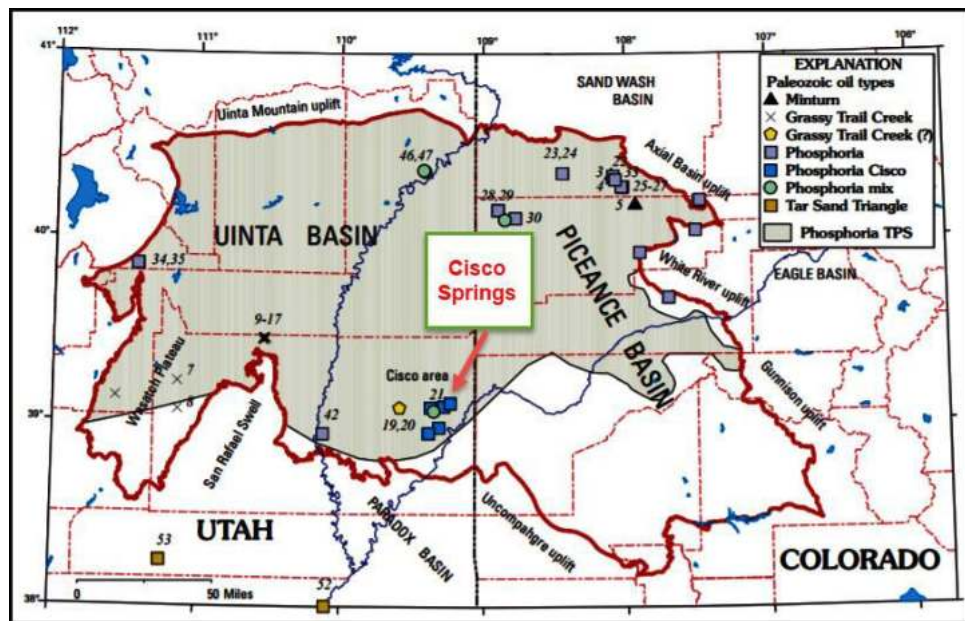 112°
111°
110°
109°
108°
107°
106°
41°
40°
39°
38°
EXPLANATION
Paleozoic oil types
Minturn
Grassy Trail Creek
Grassy Trail Creek (?)
Phosphoria
Phosphoria Cisco
Phosphoria mix
Tar Sand Triangle
Phosphoria TPS
SAND WASH
BASIN
Uinta Mountain uplift
Axial Basin uplift
46,47
23,24
4
25-27
5
28,29
30
UINTA BASIN
PICEANCE
BASIN
34,35
White River uplift
EAGLE BASIN
Cisco
Springs
9-17
Wasatch Plateau
7
8
Cisco area
21
19,20
42
San Rafael Swell
Gunnison uplift
Uncompahgre uplift
PARADOX BASIN
UTAH
COLORADO
53
52
0
50 Miles